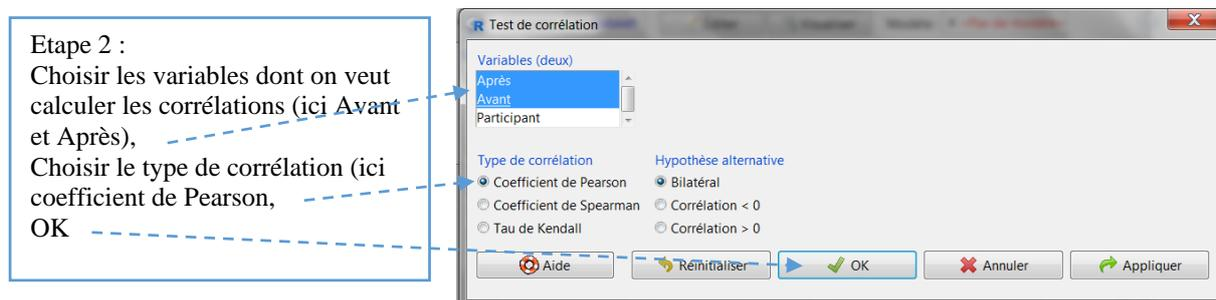 Etape 2 :
Choisir les variables dont on veut
calculer les corrélations (ici Avant
et Après),
Choisir le type de corrélation (ici
coefficient de Pearson,
OK
Test de corrélation
Variables (deux)
Après
Avant
Participant
Type de corrélation
Hypothèse alternative
Coefficient de Pearson
Bilatéral
Coefficient de Spearman
Corrélation < 0
Tau de Kendall
Corrélation > 0
Aide
Réinitialiser
OK
Annuler
Appliquer